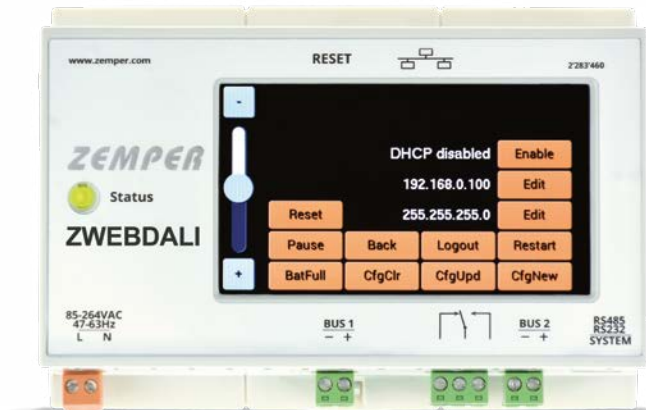 www.zemper.com
RESET
2'283'460
-
DHCP disabled Enable
192.168.0.100 Edit
Reset 255.255.255.0 Edit
Pause Back Logout Restart
BatFull CfgClr CfgUpd CfgNew
+
ZEMPER
Status
ZWEBDALI
85-264VAC
47-63Hz
L N
BUS 1
- +
BUS 2
- +
RS485
RS232
SYSTEM